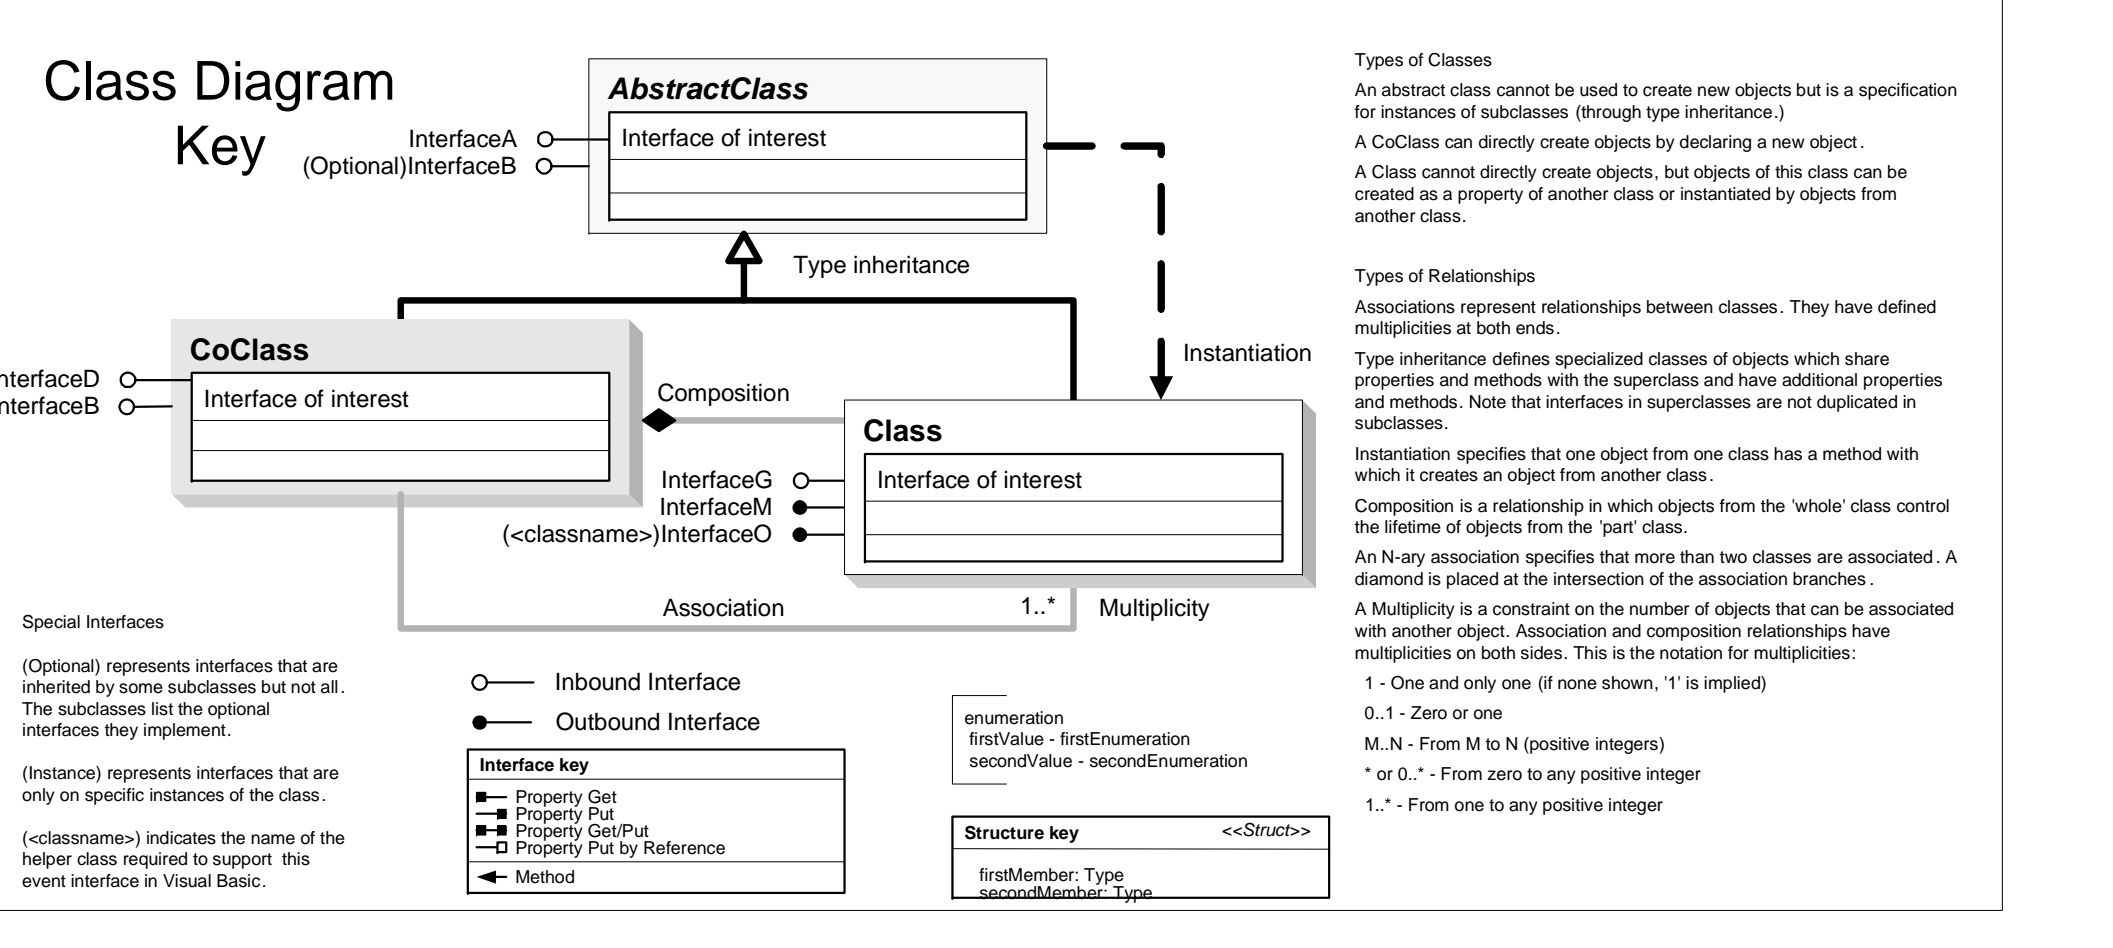 Class Diagram
Key
AbstractClass
Interface of interest
InterfaceA
(Optional)InterfaceB
Type inheritance
Instantiation
CoClass
Interface of interest
nterfaceD
nterfaceB
Composition
Class
Interface of interest
InterfaceG
InterfaceM
(<classname>)InterfaceO
Association
1..*
Multiplicity
Special Interfaces
(Optional) represents interfaces that are
inherited by some subclasses but not all.
The subclasses list the optional
interfaces they implement.
(Instance) represents interfaces that are
only on specific instances of the class.
(<classname>) indicates the name of the
helper class required to support this
event interface in Visual Basic.
Inbound Interface
Outbound Interface
Interface key
Property Get
Property Put
Property Get/Put
Property Put by Reference
Method
enumeration
firstValue - firstEnumeration
secondValue - secondEnumeration
Structure key
<<Struct>>
firstMember: Type
secondMember: Type
Types of Classes
An abstract class cannot be used to create new objects but is a specification
for instances of subclasses (through type inheritance.)
A CoClass can directly create objects by declaring a new object.
A Class cannot directly create objects, but objects of this class can be
created as a property of another class or instantiated by objects from
another class.
Types of Relationships
Associations represent relationships between classes. They have defined
multiplicities at both ends.
Type inheritance defines specialized classes of objects which share
properties and methods with the superclass and have additional properties
and methods. Note that interfaces in superclasses are not duplicated in
subclasses.
Instantiation specifies that one object from one class has a method with
which it creates an object from another class.
Composition is a relationship in which objects from the 'whole' class control
the lifetime of objects from the 'part' class.
An N-ary association specifies that more than two classes are associated. A
diamond is placed at the intersection of the association branches.
A Multiplicity is a constraint on the number of objects that can be associated
with another object. Association and composition relationships have
multiplicities on both sides. This is the notation for multiplicities:
1 - One and only one (if none shown, '1' is implied)
0..1 - Zero or one
M..N - From M to N (positive integers)
* or 0..* - From zero to any positive integer
1..* - From one to any positive integer